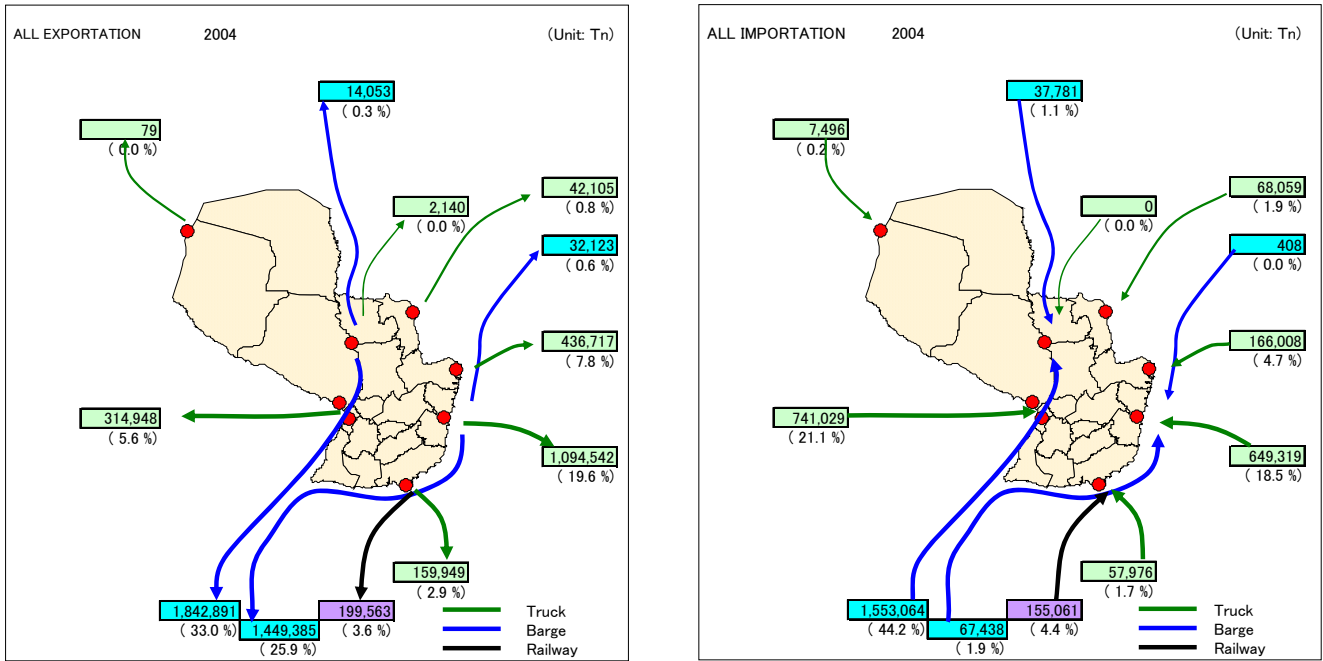 ALL EXPORTATION 2004 (Unit: Tn)
14,053
( 0.3 %)
79
( 0.0 %)
42,105
( 0.8 %)
2,140
( 0.0 %)
32,123
( 0.6 %)
436,717
( 7.8 %)
314,948
( 5.6 %)
1,094,542
( 19.6 %)
159,949
( 2.9 %)
1,842,891
( 33.0 %)
1,449,385
( 25.9 %)
199,563
( 3.6 %)
Truck
Barge
Railway
ALL IMPORTATION 2004 (Unit: Tn)
37,781
( 1.1 %)
7,496
( 0.2 %)
68,059
( 1.9 %)
0
( 0.0 %)
408
( 0.0 %)
166,008
( 4.7 %)
741,029
( 21.1 %)
649,319
( 18.5 %)
57,976
( 1.7 %)
1,553,064
( 44.2 %)
67,438
( 1.9 %)
155,061
( 4.4 %)
Truck
Barge
Railway